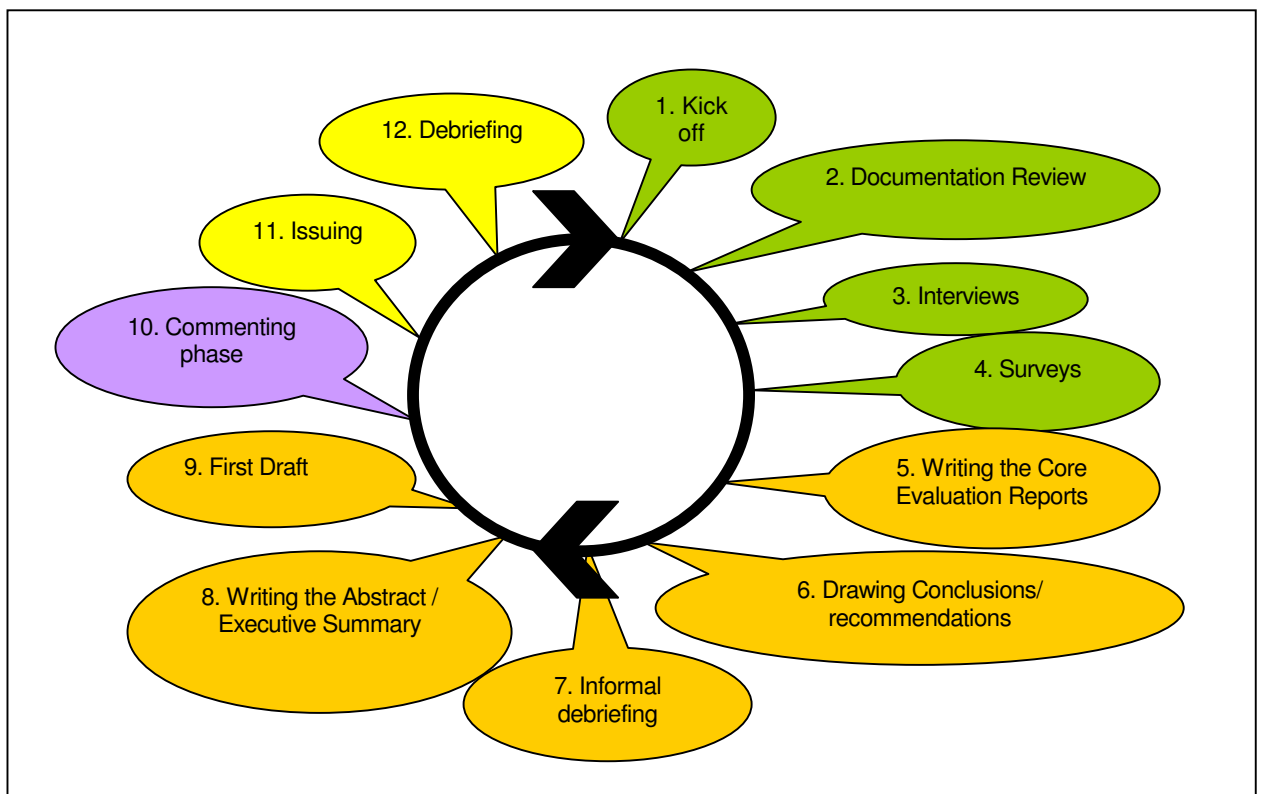 1. Kick
off
2. Documentation Review
3. Interviews
4. Surveys
5. Writing the Core
Evaluation Reports
6. Drawing Conclusions/
recommendations
7. Informal
debriefing
8. Writing the Abstract /
Executive Summary
9. First Draft
10. Commenting
phase
11. Issuing
12. Debriefing